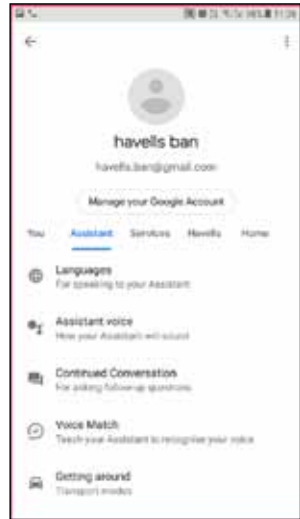 havells ban
havells.ban@gmail.com
Manage your Google Account
You Assistant Services Havells Home
Languages
For speaking to your Assistant
Assistant voice
How your Assistant will sound
Continued Conversation
For asking follow-up questions
Voice Match
Teach your Assistant to recognise your voice
Getting around
Transport modes